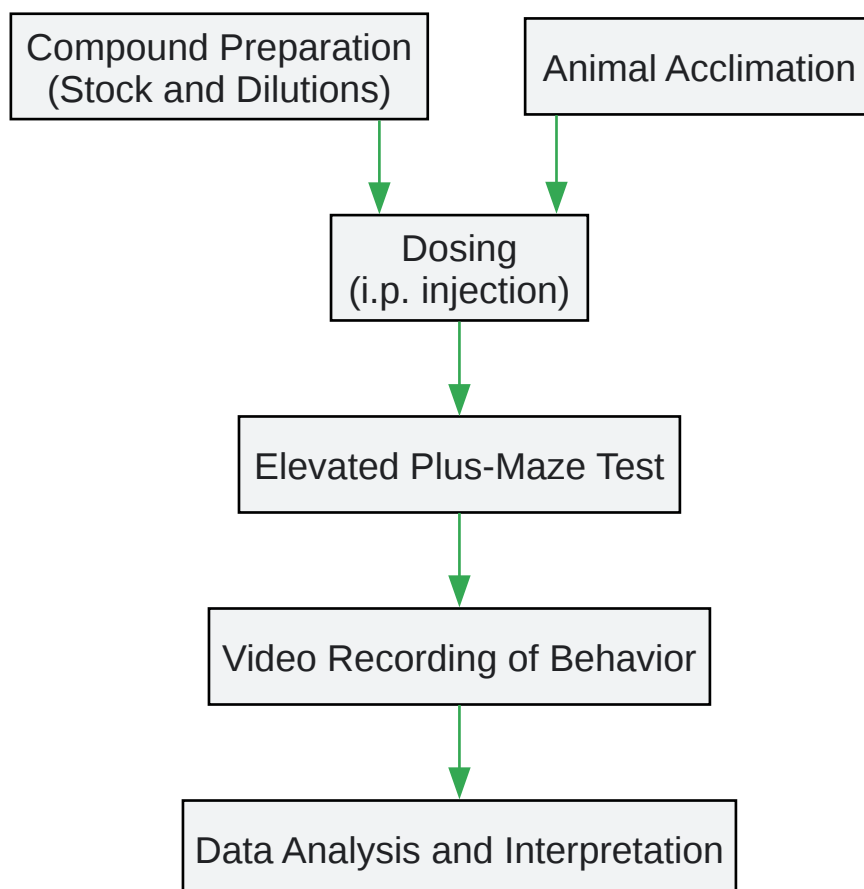 Compound Preparation
(Stock and Dilutions)
Animal Acclimation
Dosing
(i.p. injection)
Elevated Plus-Maze Test
Video Recording of Behavior
Data Analysis and Interpretation